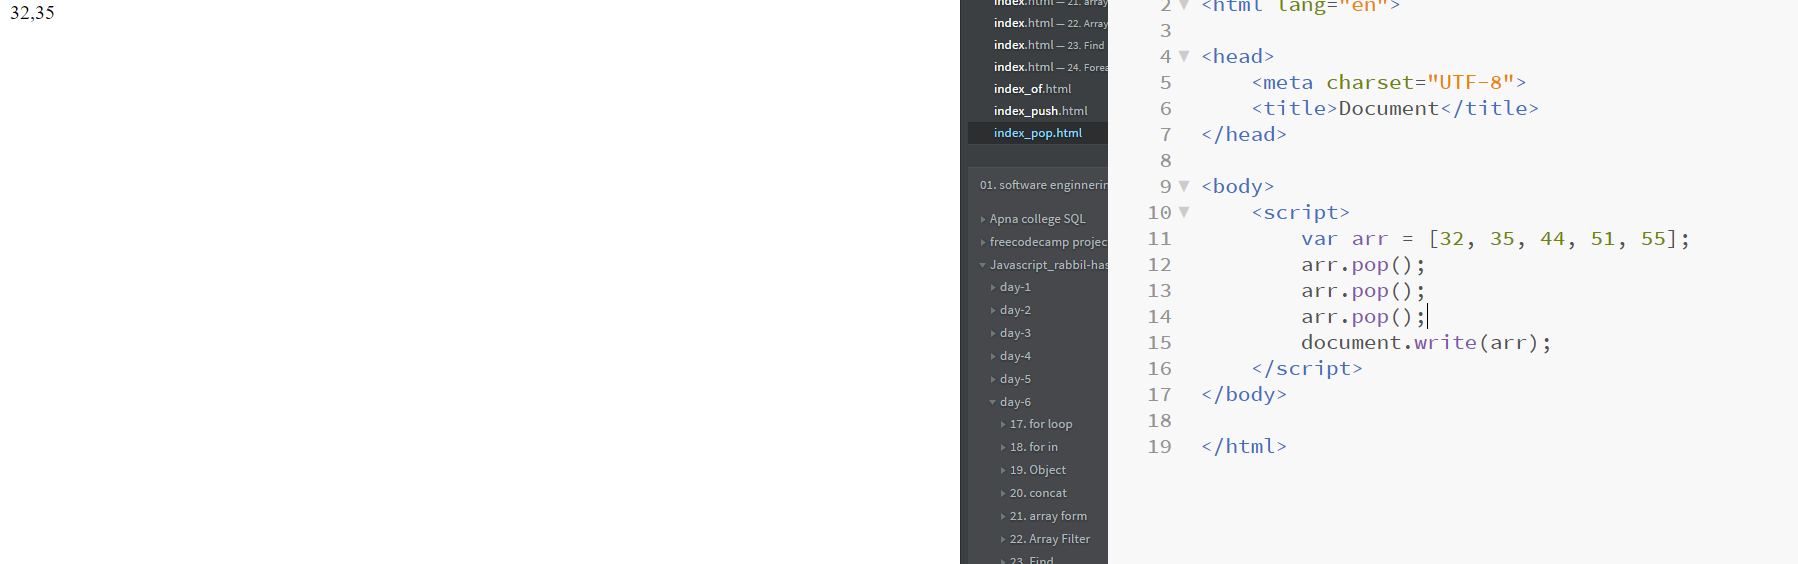 32,35
index.html — 21. array
index.html — 22. Array
index.html — 23. Find
index.html — 24. Forea
index_of.html
index_push.html
index_pop.html
01. software enginnerin
Apna college SQL
freecodecamp projec
Javascript_rabbil-has
day-1
day-2
day-3
day-4
day-5
day-6
17. for loop
18. for in
19. Object
20. concat
21. array form
22. Array Filter
23. Find
2 <html lang="en">
3
4 <head>
5 <meta charset="UTF-8">
6 <title>Document</title>
7 </head>
8
9 <body>
10 <script>
11 var arr = [32, 35, 44, 51, 55];
12 arr.pop();
13 arr.pop();
14 arr.pop();
15 document.write(arr);
16 </script>
17 </body>
18
19 </html>